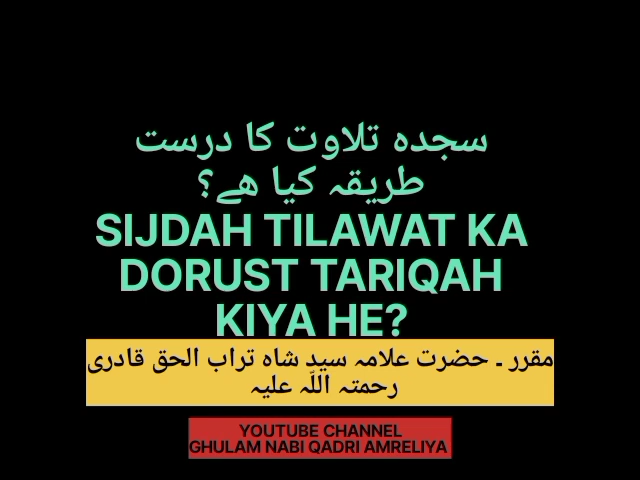 سجدہ تلاوت کا درست
طریقہ کیا ھے؟
SIJDAH TILAWAT KA
DORUST TARIQAH
KIYA HE?
مقرر ۔ حضرت علامہ سید شاہ تراب الحق قادری
رحمتہ اللّہ علیہ
YOUTUBE CHANNEL
GHULAM NABI QADRI AMRELIYA